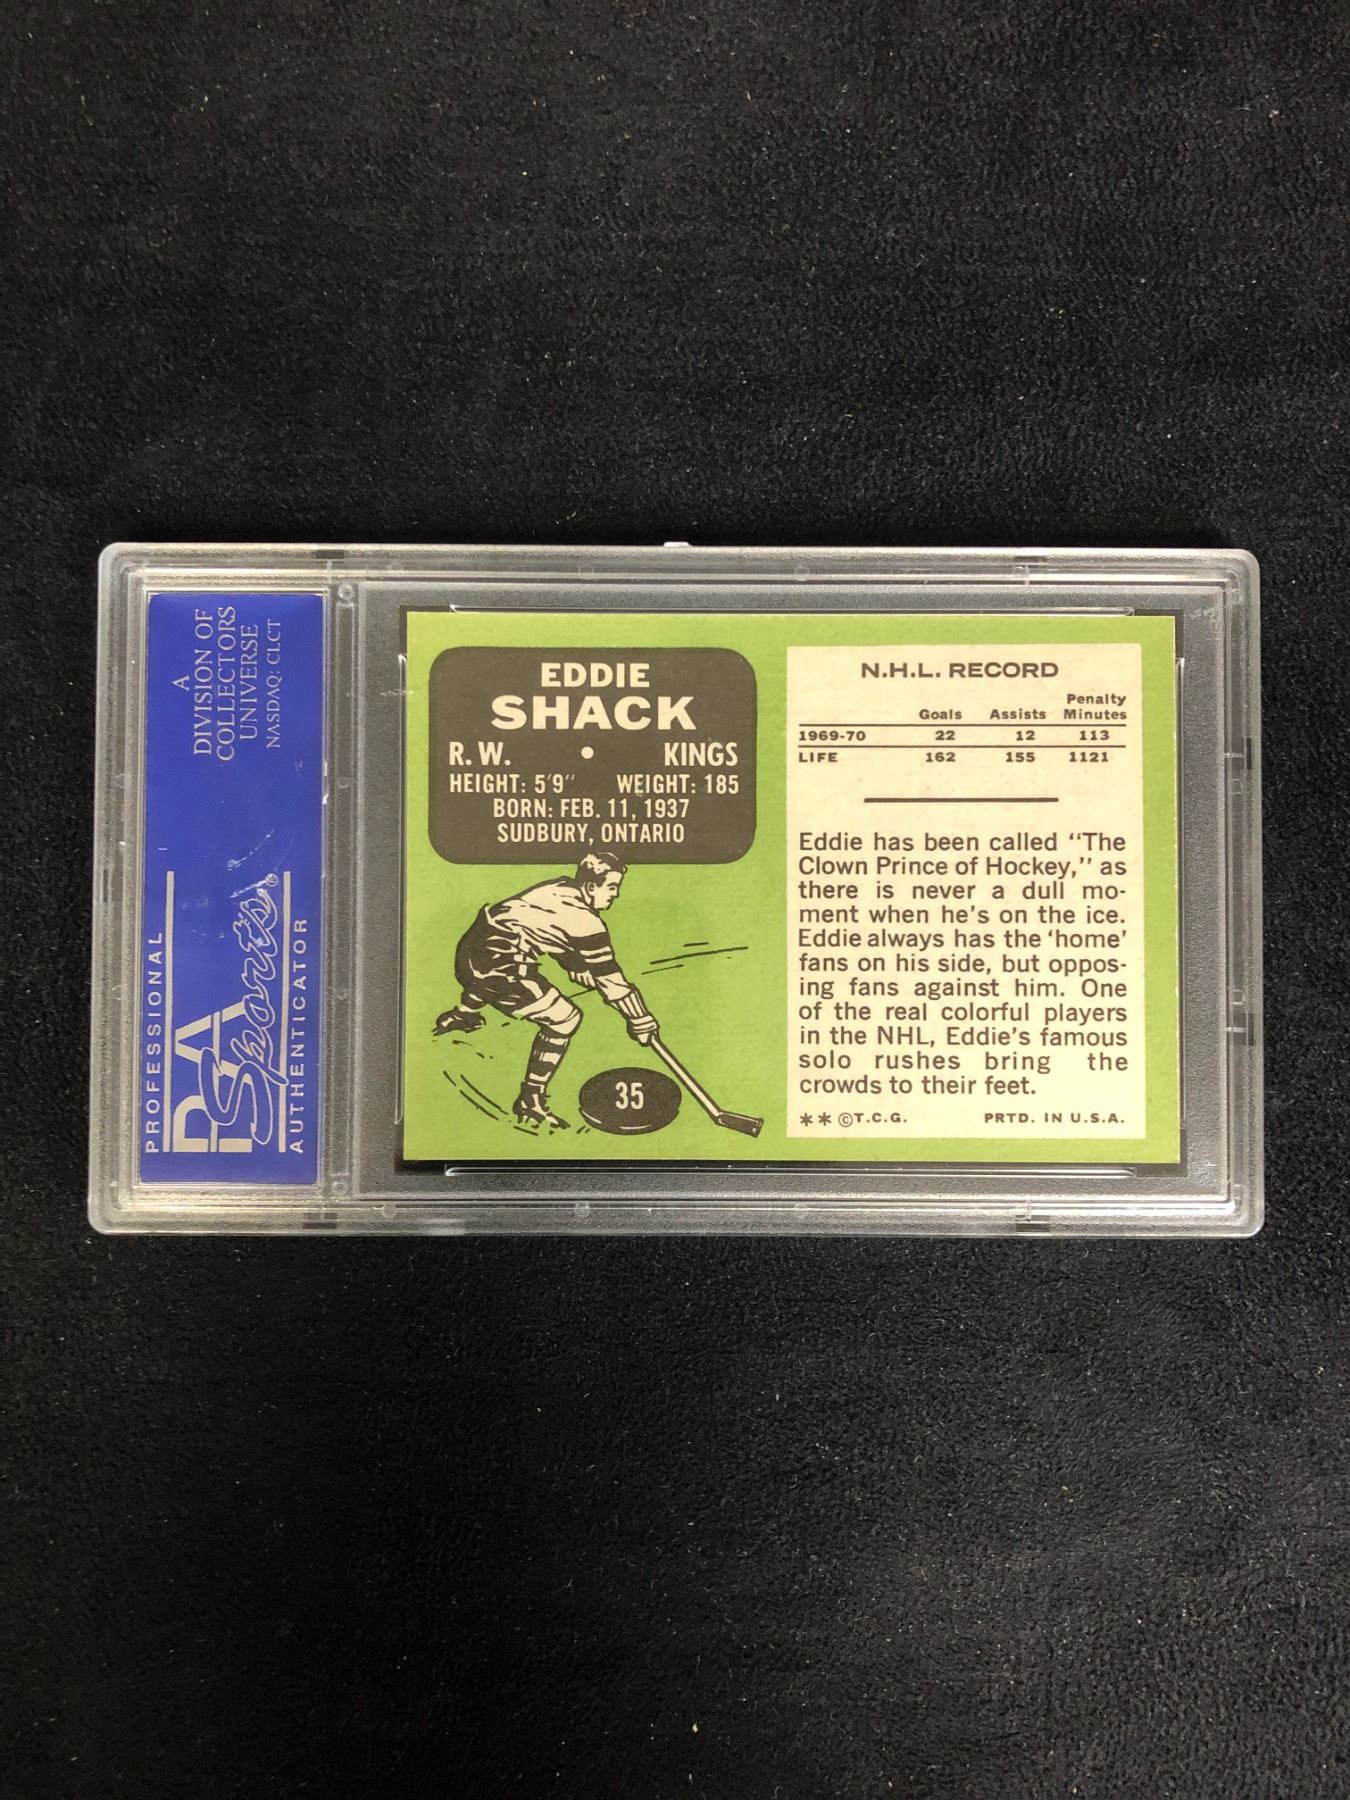 A
DIVISION OF
COLLECTORS
UNIVERSE
NASDAQ: CLCT
PROFESSIONAL
PSA
Sports®
AUTHENTICATOR
EDDIE
SHACK
R. W. • KINGS
HEIGHT: 5'9" WEIGHT: 185
BORN: FEB. 11, 1937
SUDBURY, ONTARIO
35
N.H.L. RECORD
Penalty
Goals Assists Minutes
1969-70 22 12 113
LIFE 162 155 1121
Eddie has been called "The
Clown Prince of Hockey," as
there is never a dull mo-
ment when he's on the ice.
Eddie always has the 'home'
fans on his side, but oppos-
ing fans against him. One
of the real colorful players
in the NHL, Eddie's famous
solo rushes bring the
crowds to their feet.
** ©T.C.G. PRTD. IN U.S.A.